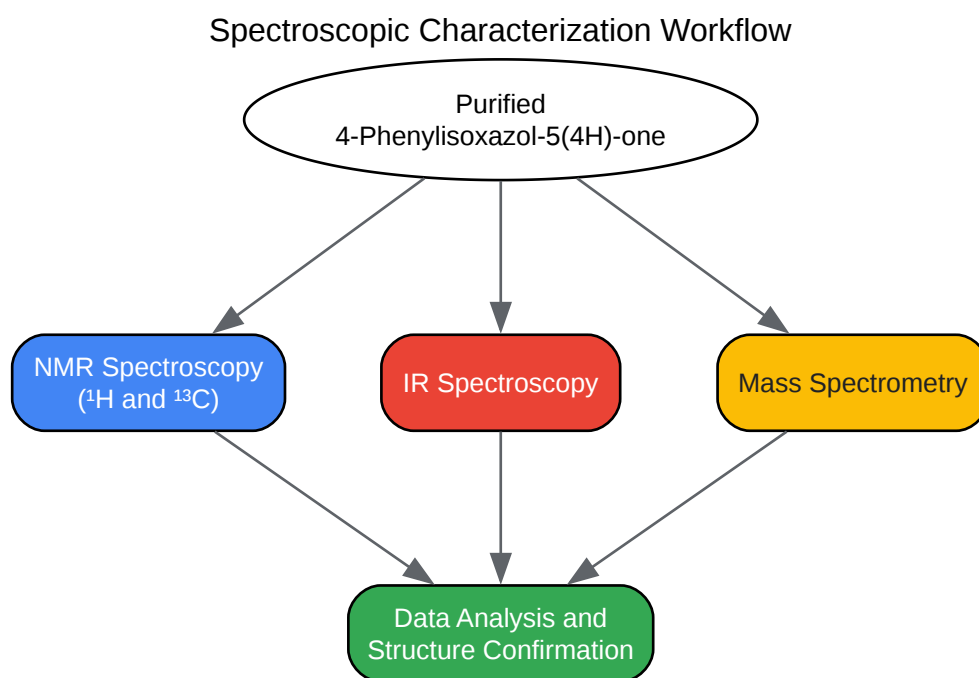 Spectroscopic Characterization Workflow
Purified
4-Phenylisoxazol-5(4H)-one
NMR Spectroscopy
(¹H and ¹³C)
IR Spectroscopy
Mass Spectrometry
Data Analysis and
Structure Confirmation